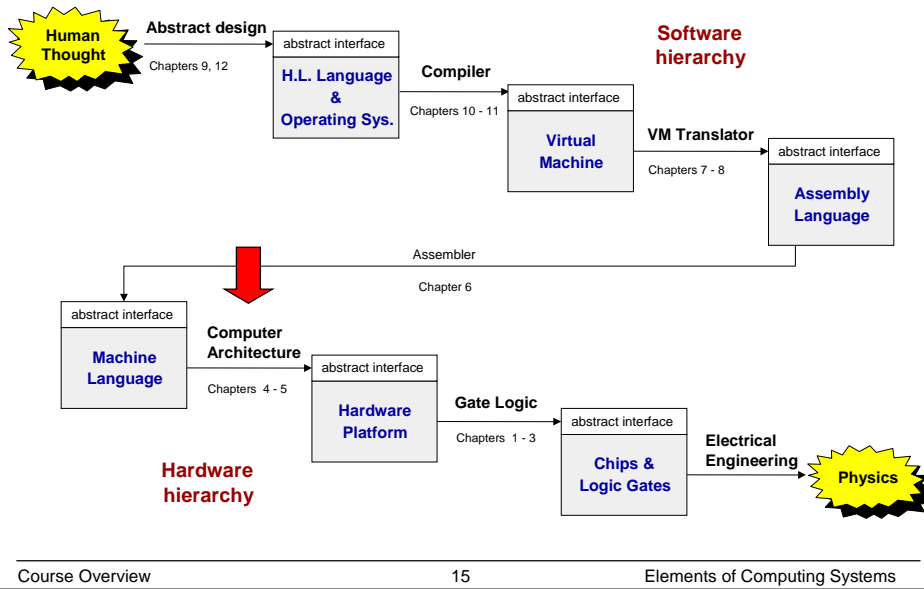 Human
Thought
Abstract design
Chapters 9, 12
abstract interface
H.L. Language
&
Operating Sys.
Compiler
Chapters 10 - 11
Software
hierarchy
abstract interface
Virtual
Machine
VM Translator
Chapters 7 - 8
abstract interface
Assembly
Language
Assembler
Chapter 6
abstract interface
Machine
Language
Computer
Architecture
Chapters 4 - 5
abstract interface
Hardware
Platform
Gate Logic
Chapters 1 - 3
abstract interface
Chips &
Logic Gates
Electrical
Engineering
Physics
Hardware
hierarchy
Course Overview 15 Elements of Computing Systems